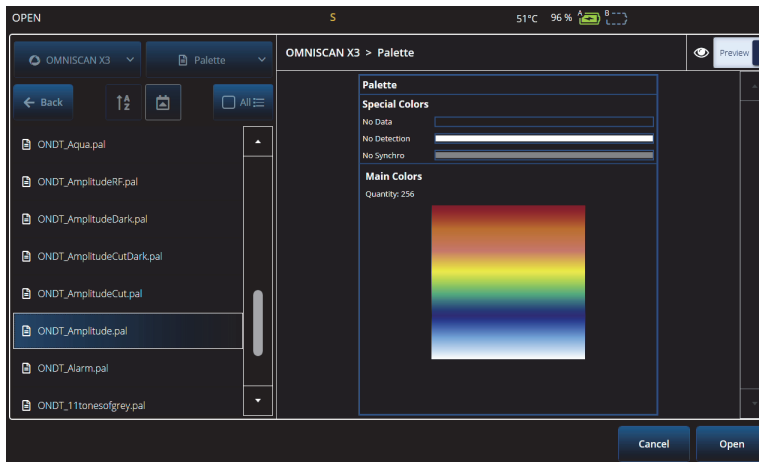 OPEN
S
51°C 96 % A B
OMNISCAN X3
Palette
OMNISCAN X3 > Palette
Preview
Back
A
Z
All
ONDT_Aqua.pal
ONDT_AmplitudeRF.pal
ONDT_AmplitudeDark.pal
ONDT_AmplitudeCutDark.pal
ONDT_AmplitudeCut.pal
ONDT_Amplitude.pal
ONDT_Alarm.pal
ONDT_11tonesofgrey.pal
Palette
Special Colors
No Data
No Detection
No Synchro
Main Colors
Quantity: 256
Cancel
Open